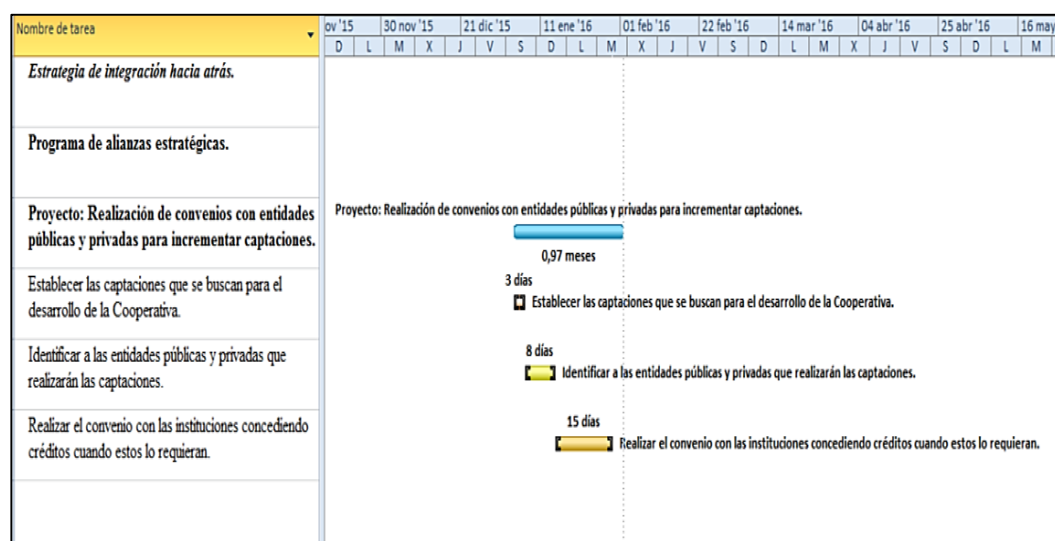 Nombre de tarea
ov '15 30 nov '15 21 dic '15 11 ene '16 01 feb '16 22 feb '16 14 mar '16 04 abr '16 25 abr '16 16 may
D L M X J V S D L M X J V S D L M X J V S D L M
Estrategia de integración hacia atrás.
Programa de alianzas estratégicas.
Proyecto: Realización de convenios con entidades
públicas y privadas para incrementar captaciones.
Proyecto: Realización de convenios con entidades públicas y privadas para incrementar captaciones.
0,97 meses
Establecer las captaciones que se buscan para el
desarrollo de la Cooperativa.
3 días
Establecer las captaciones que se buscan para el desarrollo de la Cooperativa.
Identificar a las entidades públicas y privadas que
realizarán las captaciones.
8 días
Identificar a las entidades públicas y privadas que realizarán las captaciones.
Realizar el convenio con las instituciones concediendo
créditos cuando estos lo requieran.
15 días
Realizar el convenio con las instituciones concediendo créditos cuando estos lo requieran.